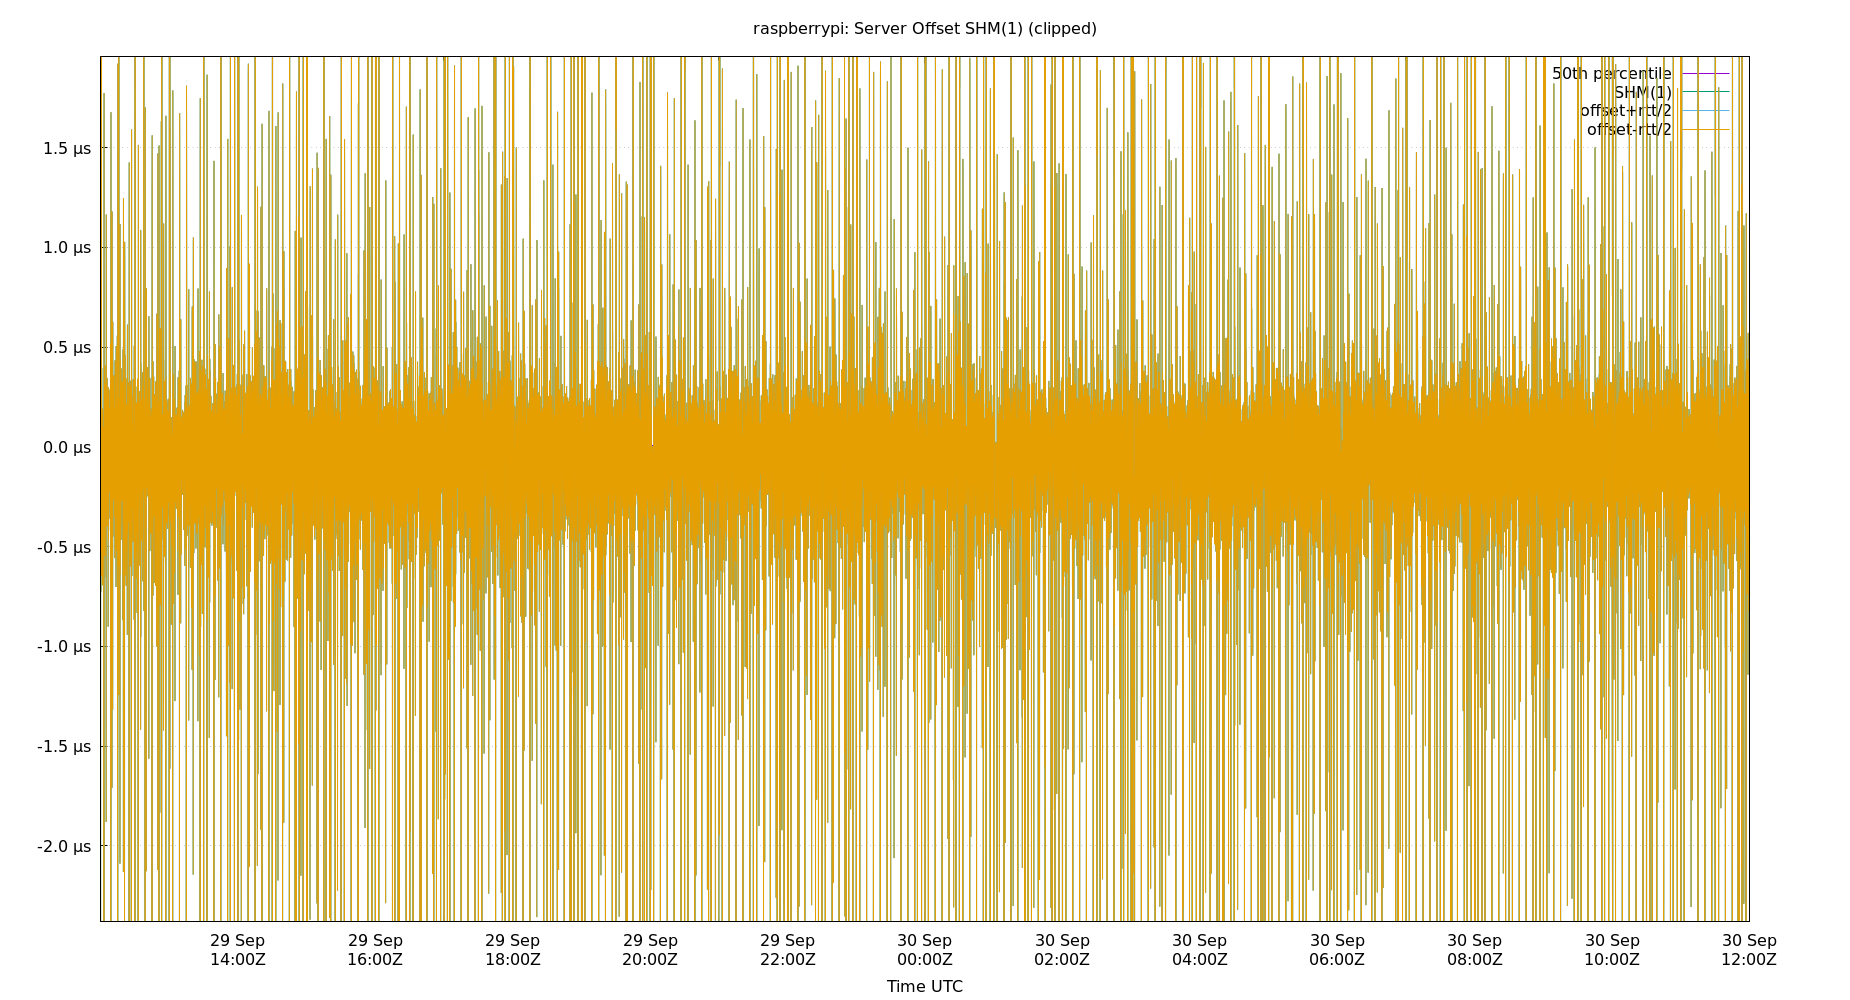 raspberrypi: Server Offset SHM(1) (clipped)
50th percentile
SHM(1)
offset+rtt/2
offset-rtt/2
1.5 µs
1.0 µs
0.5 µs
0.0 µs
-0.5 µs
-1.0 µs
-1.5 µs
-2.0 µs
29 Sep 29 Sep 29 Sep 29 Sep 29 Sep 30 Sep 30 Sep 30 Sep 30 Sep 30 Sep 30 Sep 30 Sep
14:00Z 16:00Z 18:00Z 20:00Z 22:00Z 00:00Z 02:00Z 04:00Z 06:00Z 08:00Z 10:00Z 12:00Z
Time UTC